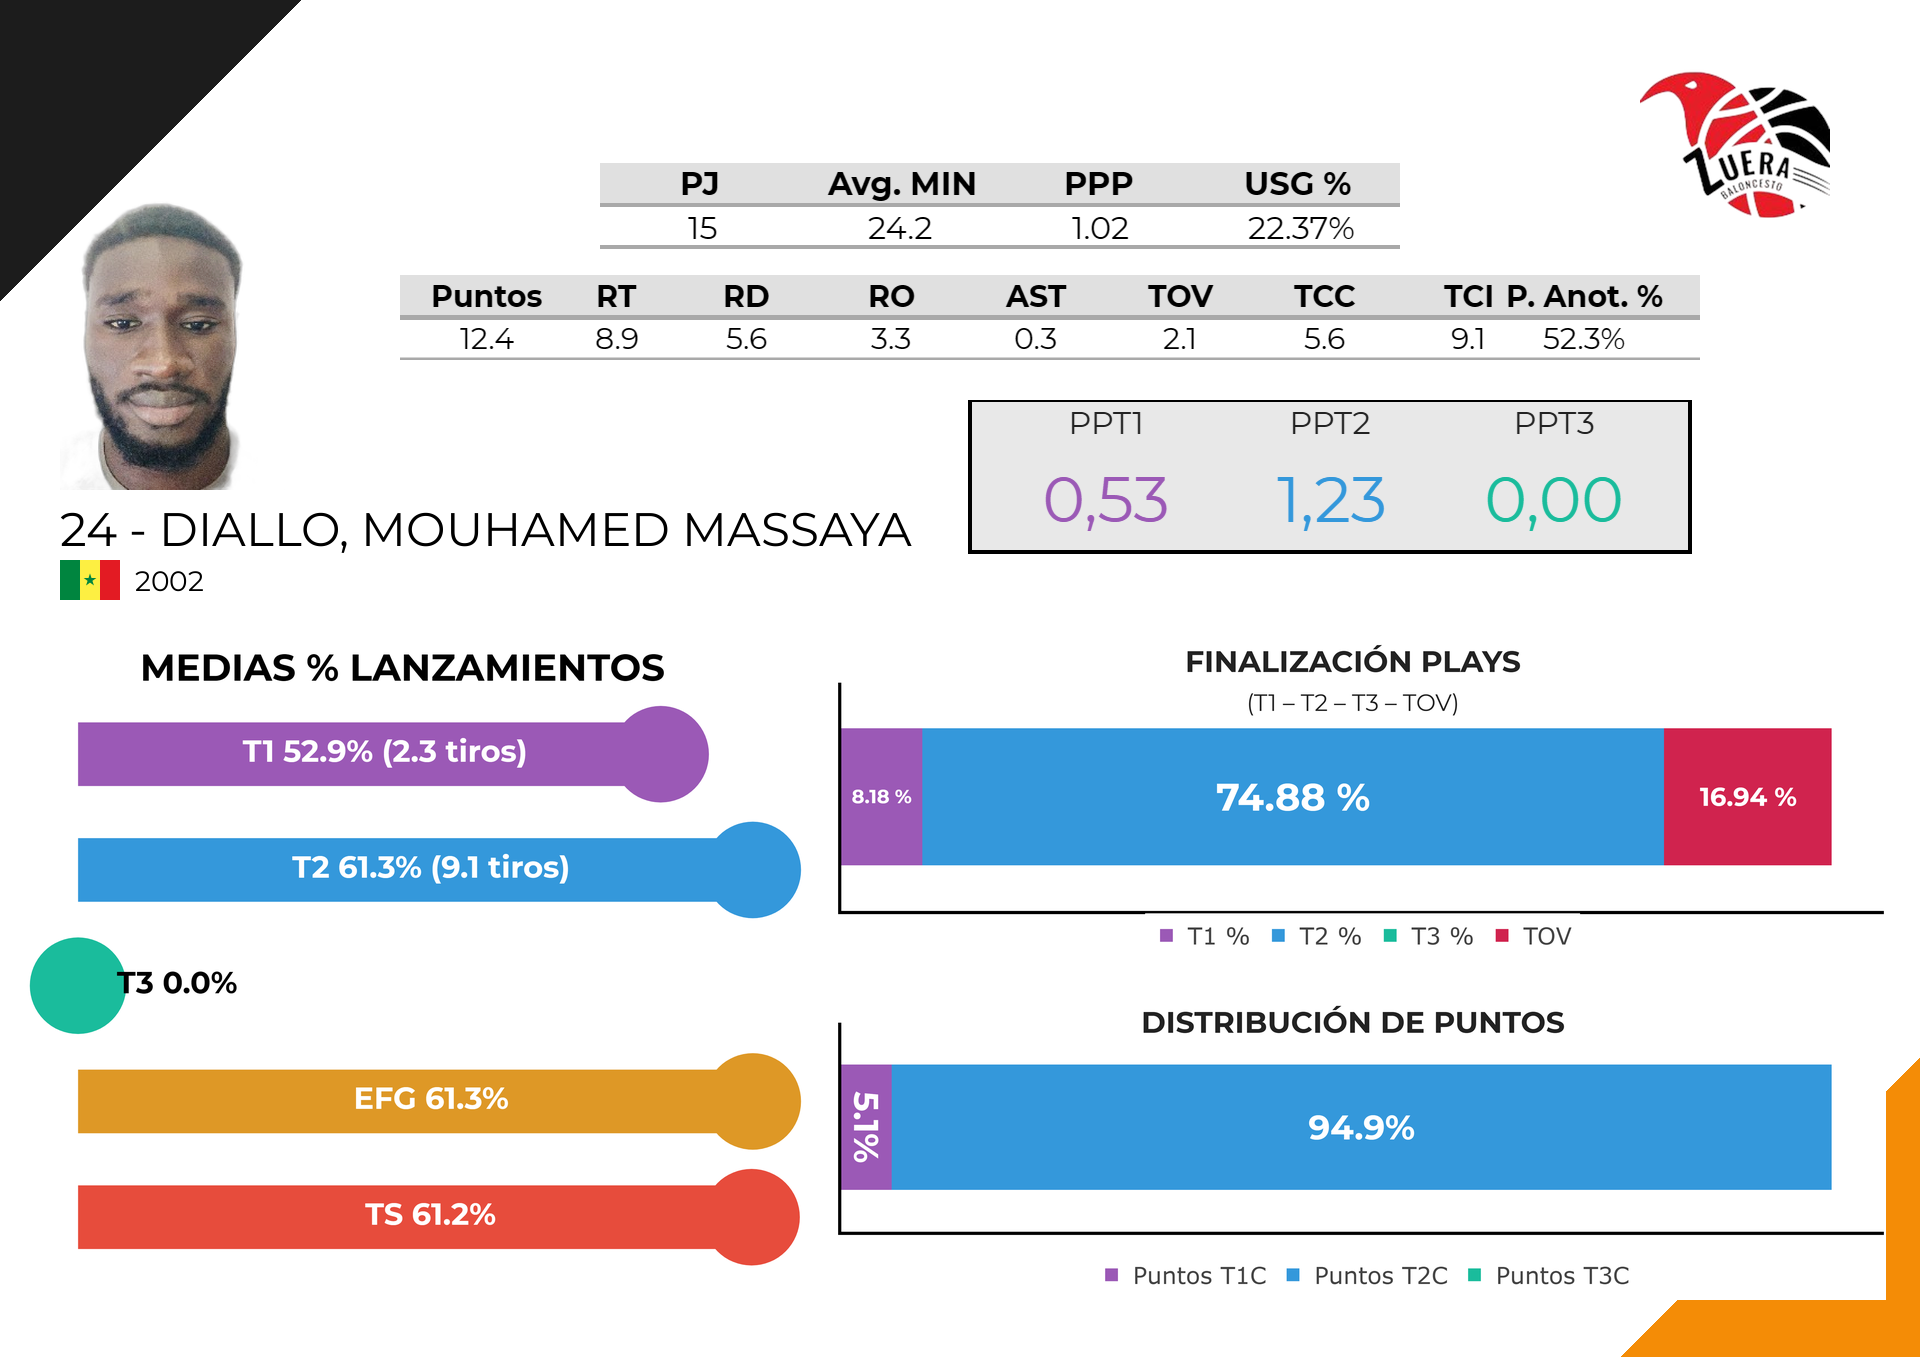 ZUERA
BALONCESTO
PJ Avg. MIN PPP USG %
15 24.2 1.02 22.37%
Puntos RT RD RO AST TOV TCC TCI P. Anot. %
12.4 8.9 5.6 3.3 0.3 2.1 5.6 9.1 52.3%
PPT1 PPT2 PPT3
0,53 1,23 0,00
24 - DIALLO, MOUHAMED MASSAYA
2002
MEDIAS % LANZAMIENTOS
T1 52.9% (2.3 tiros)
T2 61.3% (9.1 tiros)
T3 0.0%
EFG 61.3%
TS 61.2%
FINALIZACIÓN PLAYS
(T1 – T2 – T3 – TOV)
8.18 % 74.88 % 16.94 %
T1 % T2 % T3 % TOV
DISTRIBUCIÓN DE PUNTOS
5.1% 94.9%
Puntos T1C Puntos T2C Puntos T3C